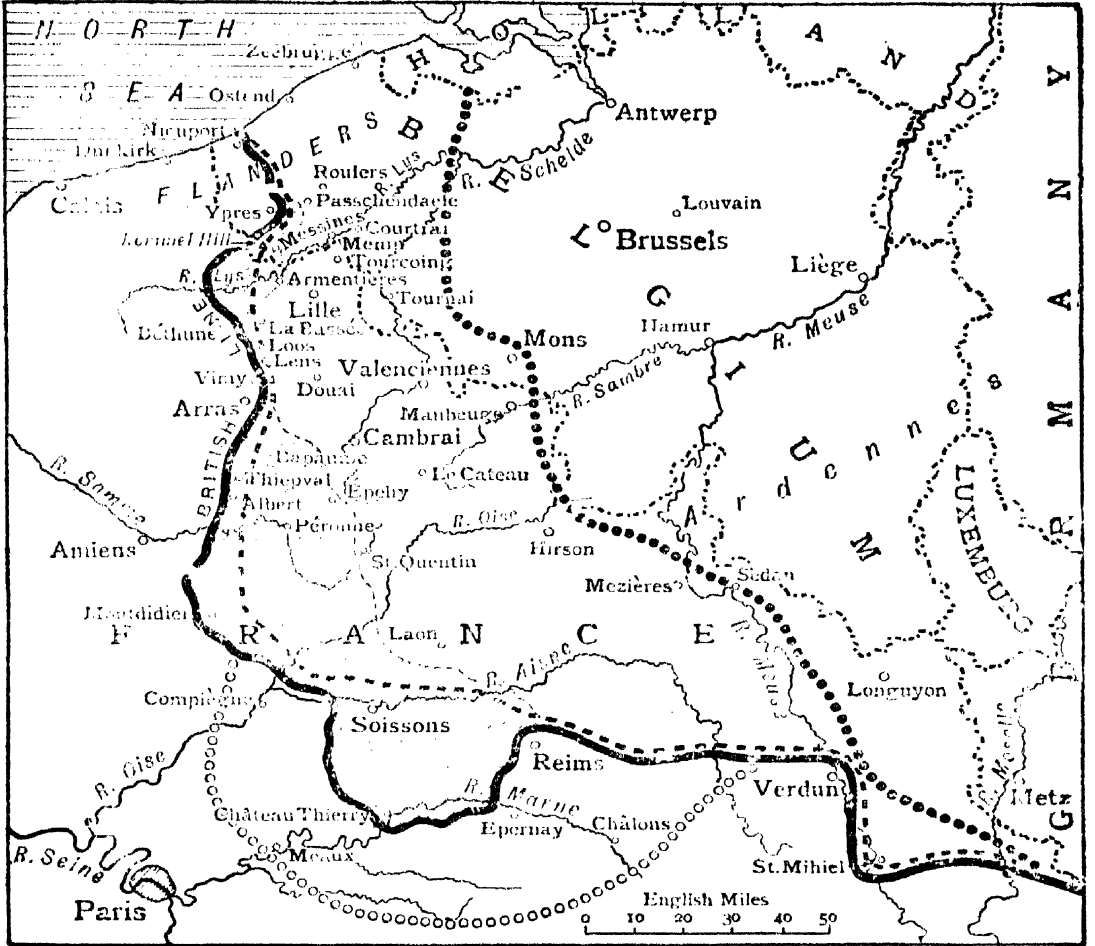 NORTH
SEA
HOLLAND
GERMANY
FLANDERS
BELGIUM
Ardennes
LUXEMBURG
FRANCE
BRITISH LINE
Zeebrugge
Ostend
Nieuport
Dunkirk
Calais
Antwerp
R. Schelde
R. Lys
Roulers
Passchendaele
Ypres
Messines
Courtrai
Kemmel Hill
Menin
Tourcoing
R. Lys
Armentières
Lille
Tournai
Louvain
Brussels
Liège
Namur
R. Meuse
Béthune
La Bassée
Loos
Lens
Mons
Valenciennes
R. Sambre
Vimy
Douai
Arras
Maubeuge
Cambrai
Bapaume
Le Cateau
Thiepval
Epehy
Albert
R. Somme
Péronne
R. Oise
Amiens
Hirson
St. Quentin
Mezières
Sedan
Montdidier
Laon
R. Aisne
R. Meuse
Longuyon
Compiègne
Soissons
Moselle
Reims
Verdun
Metz
R. Oise
R. Marne
Château Thierry
Epernay
Châlons
Meaux
R. Seine
St. Mihiel
Paris
English Miles
0 10 20 30 40 50